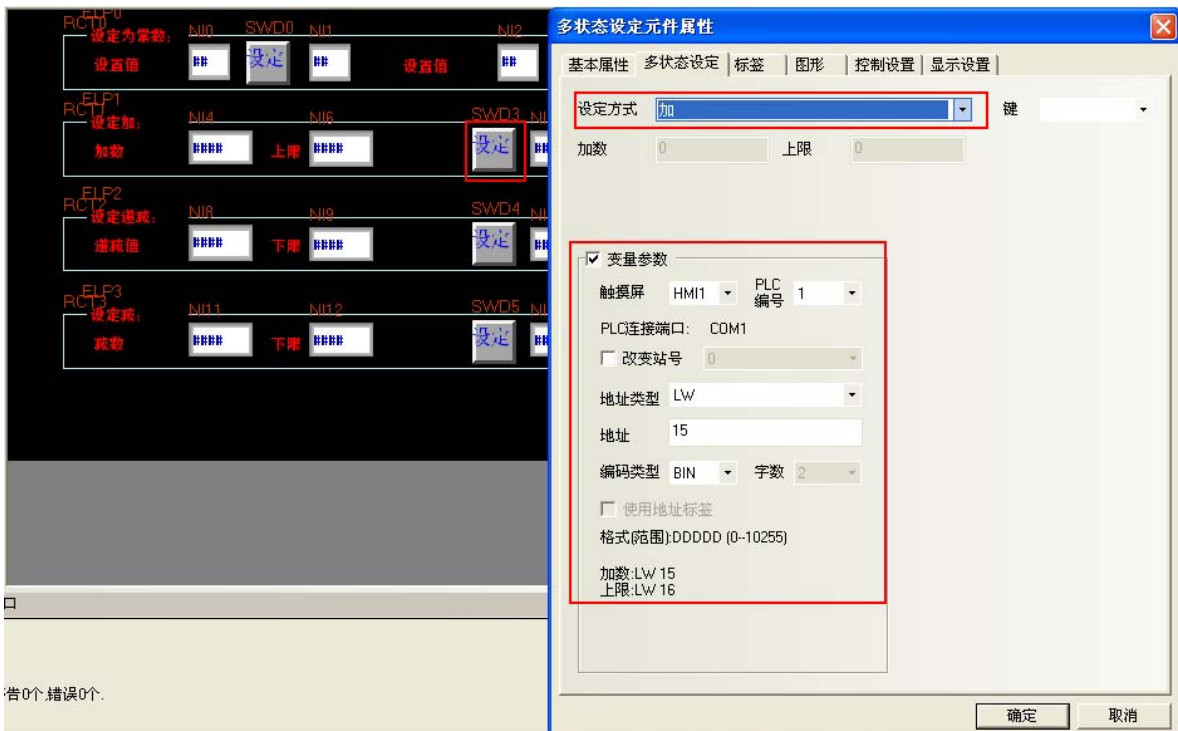 ELP0
RCT0
设定为常数:
NI0
SWD0
NI1
NI2
设置值
##
设定
##
设置值
##
ELP1
RCT1
设定加:
NI4
NI6
SWD3
NI
加数
####
上限
####
设定
##
ELP2
RCT2
设定递减:
NI8
NI9
SWD4
NI
递减值
####
下限
####
设定
##
ELP3
RCT3
设定减:
NI11
NI12
SWD5
NI
减数
####
下限
####
设定
##
口
告0个,错误0个.
多状态设定元件属性
基本属性 多状态设定 标签 图形 控制设置 显示设置
设定方式 加 键
加数 0 上限 0
变量参数
触摸屏 HMI1 PLC编号 1
PLC连接端口: COM1
改变站号 0
地址类型 LW
地址 15
编码类型 BIN 字数 2
使用地址标签
格式(范围):DDDDD (0--10255)
加数:LW 15
上限:LW 16
确定 取消